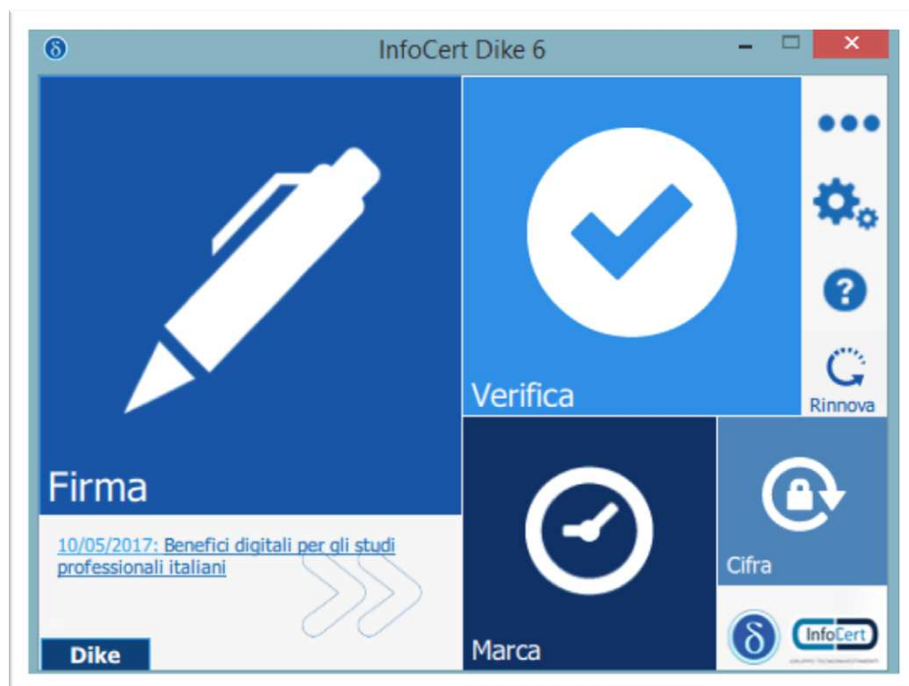 InfoCert Dike 6
Firma
Verifica
Rinnova
10/05/2017: Benefici digitali per gli studi
professionali italiani
Dike
Marca
Cifra
InfoCert